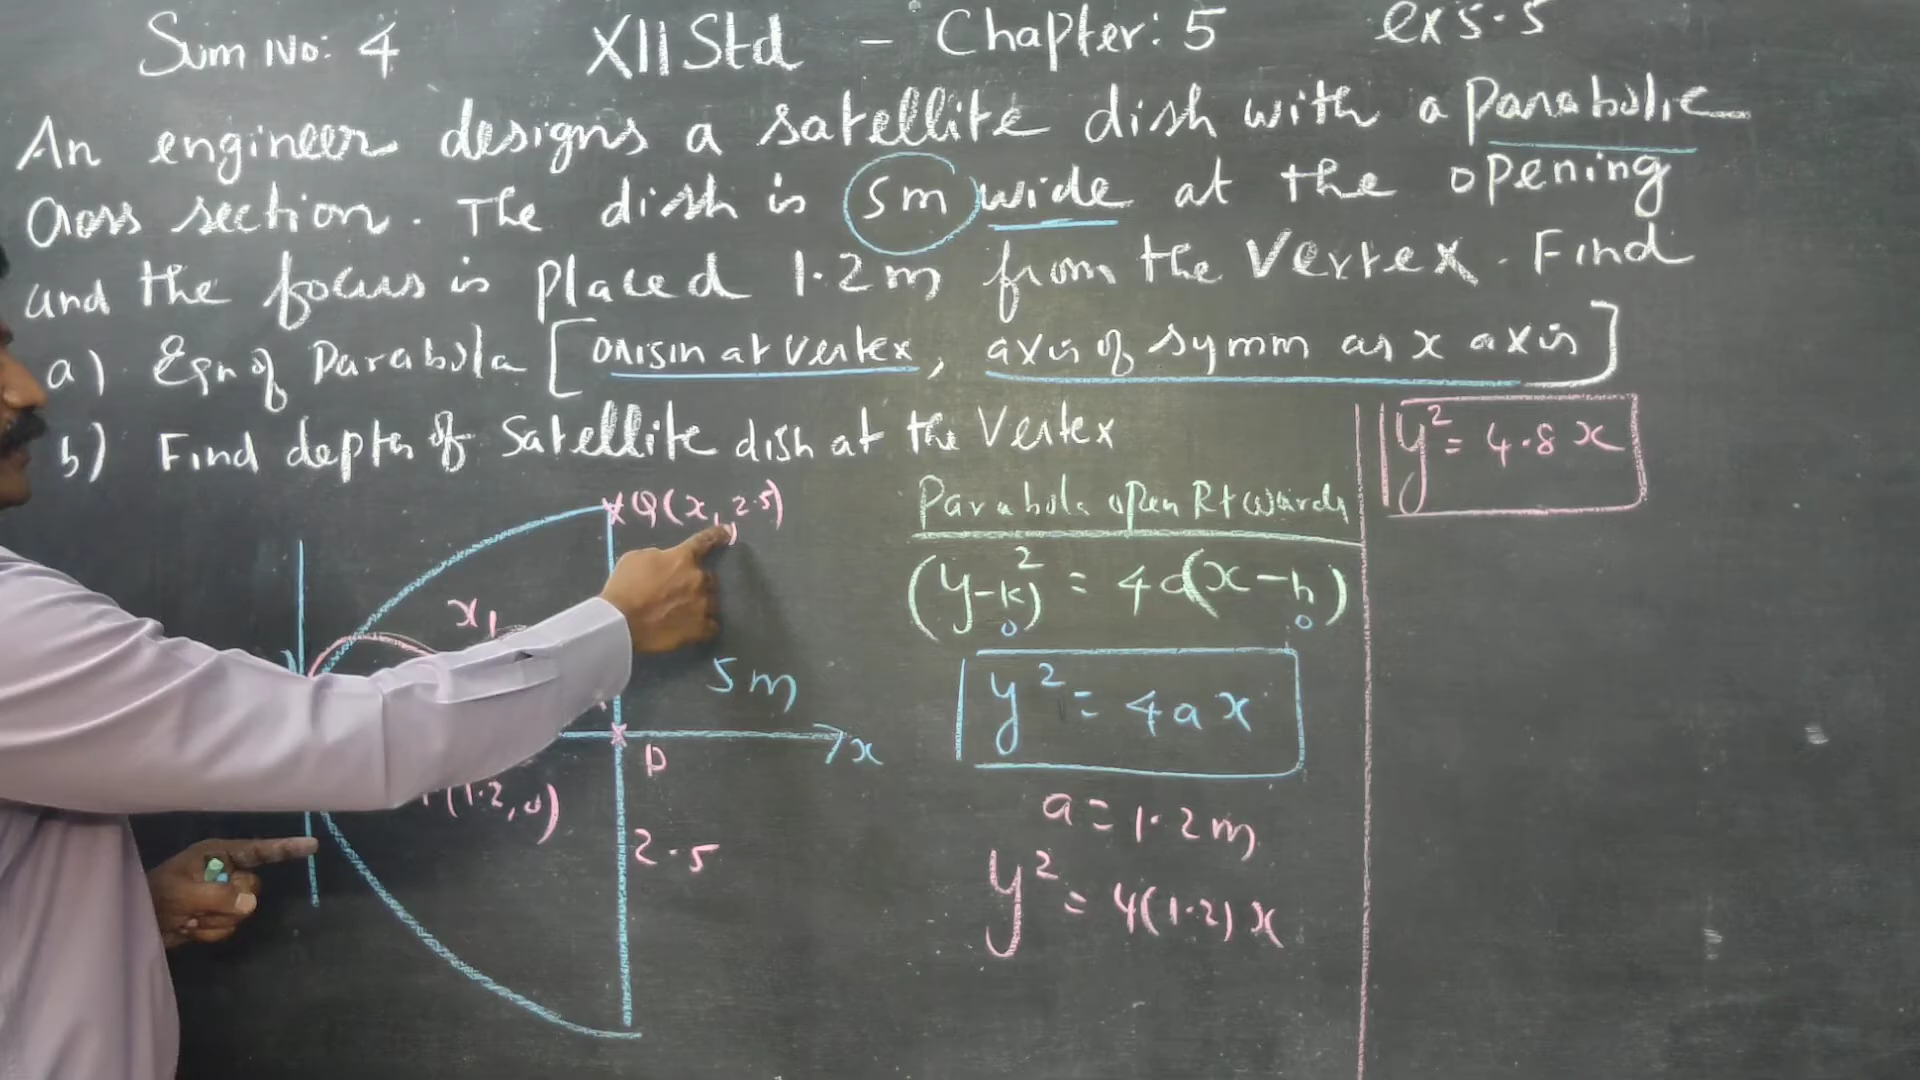 Sum No: 4 XII Std - Chapter: 5 ex 5.5
An engineer designs a satellite dish with a parabolic
cross section. The dish is 5m wide at the opening
and the focus is placed 1.2m from the vertex. Find
a) Eqn of Parabola [origin at vertex, axis of symm as x axis]
b) Find depth of Satellite dish at the Vertex
y² = 4.8x
Parabola open Rt wards
(y-k)² = 4a(x-h)
0 0
y² = 4ax
a = 1.2m
y² = 4(1.2)x
Q(x₁, 2.5)
x₁
5m
x
(1.2, 0)
2.5